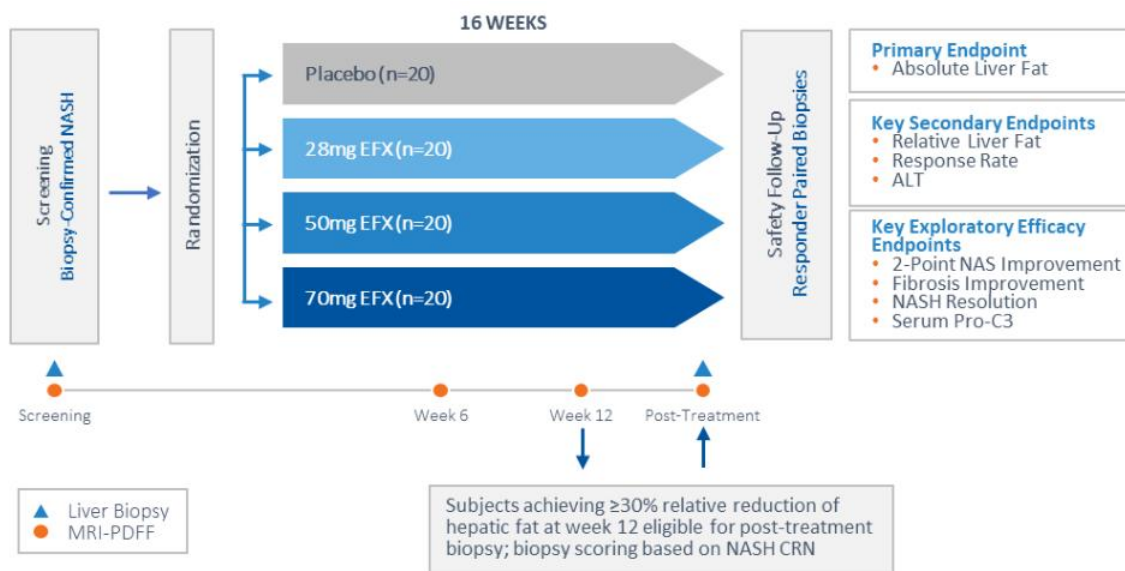 16 WEEKS
Screening
Biopsy-Confirmed NASH
Randomization
Placebo (n=20)
28mg EFX (n=20)
50mg EFX (n=20)
70mg EFX (n=20)
Safety Follow-Up
Responder Paired Biopsies
Primary Endpoint
• Absolute Liver Fat
Key Secondary Endpoints
• Relative Liver Fat
• Response Rate
• ALT
Key Exploratory Efficacy
Endpoints
• 2-Point NAS Improvement
• Fibrosis Improvement
• NASH Resolution
• Serum Pro-C3
Screening
Week 6
Week 12
Post-Treatment
Liver Biopsy
MRI-PDFF
Subjects achieving ≥30% relative reduction of
hepatic fat at week 12 eligible for post-treatment
biopsy; biopsy scoring based on NASH CRN